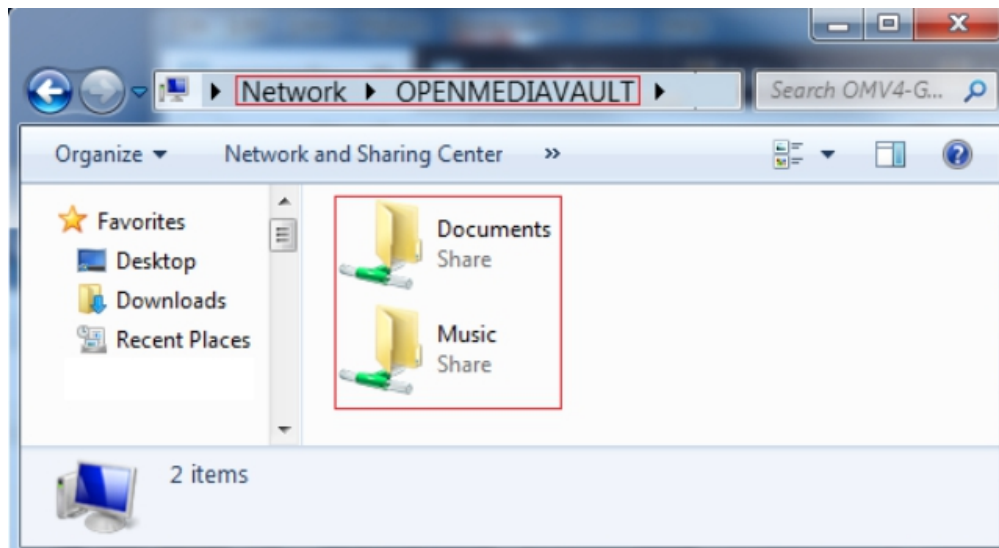 Network ▸ OPENMEDIAVAULT ▸
Search OMV4-G...
Organize
Network and Sharing Center »
Favorites
Desktop
Downloads
Recent Places
Documents
Share
Music
Share
2 items